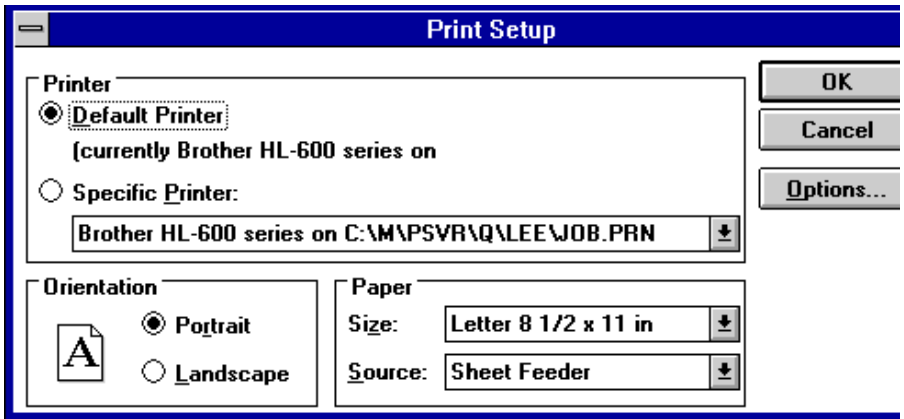 Print Setup
Printer
Default Printer
(currently Brother HL-600 series on
Specific Printer:
Brother HL-600 series on C:\M\PSVR\Q\LEE\JOB.PRN
OK
Cancel
Options...
Orientation
A
Portrait
Landscape
Paper
Size:
Letter 8 1/2 x 11 in
Source:
Sheet Feeder